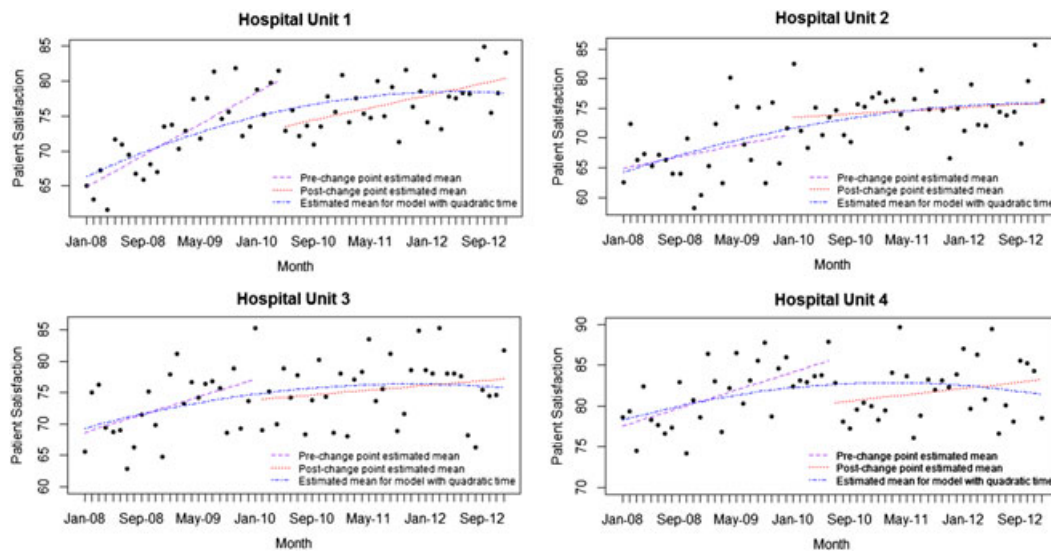 Hospital Unit 1
Patient Satisfaction
85
80
75
70
65
Pre-change point estimated mean
Post-change point estimated mean
Estimated mean for model with quadratic time
Jan-08 Sep-08 May-09 Jan-10 Sep-10 May-11 Jan-12 Sep-12
Month
Hospital Unit 2
Patient Satisfaction
85
80
75
70
65
60
Pre-change point estimated mean
Post-change point estimated mean
Estimated mean for model with quadratic time
Jan-08 Sep-08 May-09 Jan-10 Sep-10 May-11 Jan-12 Sep-12
Month
Hospital Unit 3
Patient Satisfaction
85
80
75
70
65
60
Pre-change point estimated mean
Post-change point estimated mean
Estimated mean for model with quadratic time
Jan-08 Sep-08 May-09 Jan-10 Sep-10 May-11 Jan-12 Sep-12
Month
Hospital Unit 4
Patient Satisfaction
90
85
80
75
70
Pre-change point estimated mean
Post-change point estimated mean
Estimated mean for model with quadratic time
Jan-08 Sep-08 May-09 Jan-10 Sep-10 May-11 Jan-12 Sep-12
Month